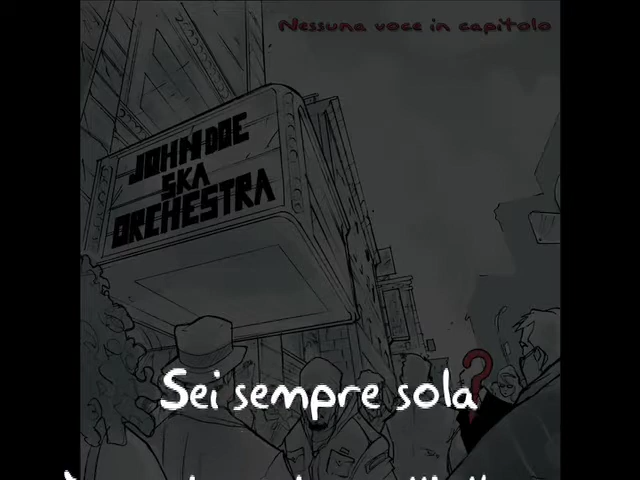 Nessuna voce in capitolo
JOHN DOE
SKA
ORCHESTRA
Sei sempre sola